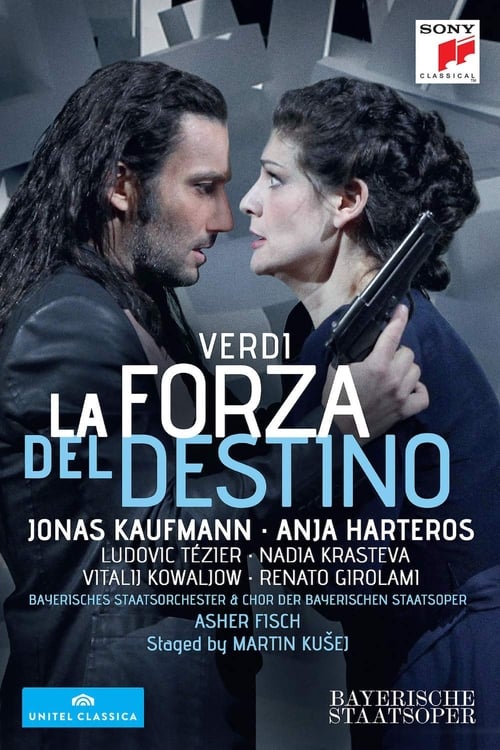 SONY
CLASSICAL™
VERDI
LA FORZA
DEL DESTINO
JONAS KAUFMANN · ANJA HARTEROS
LUDOVIC TÉZIER · NADIA KRASTEVA
VITALIJ KOWALJOW · RENATO GIROLAMI
BAYERISCHES STAATSORCHESTER & CHOR DER BAYERISCHEN STAATSOPER
ASHER FISCH
Staged by MARTIN KUŠEJ
UNITEL CLASSICA
BAYERISCHE
STAATSOPER